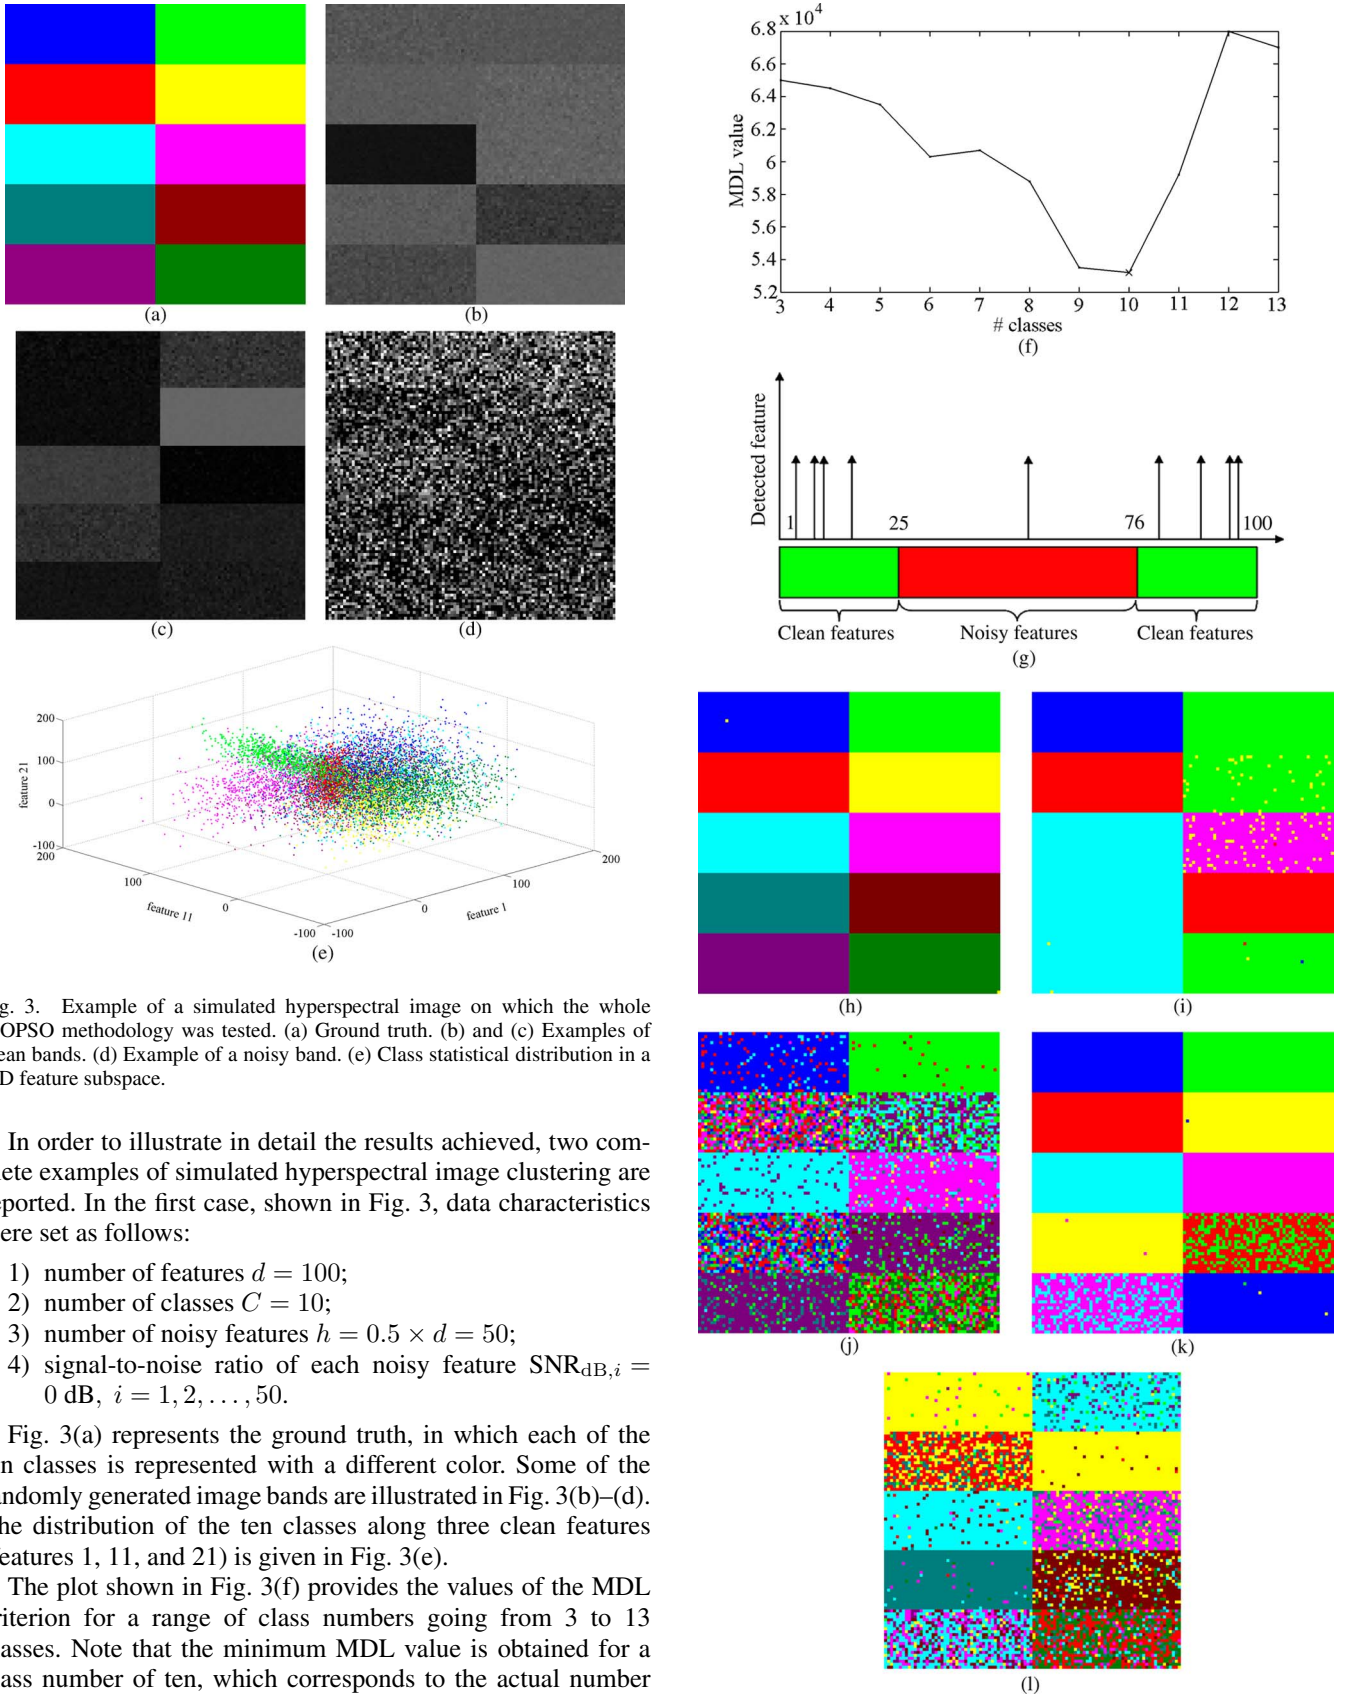 (a)
(b)
(c)
(d)
200
100
0
-100
200
100
0
-100
-100
0
100
200
feature 21
feature 11
feature 1
(e)
g. 3. Example of a simulated hyperspectral image on which the whole
OPSO methodology was tested. (a) Ground truth. (b) and (c) Examples of
ean bands. (d) Example of a noisy band. (e) Class statistical distribution in a
D feature subspace.
In order to illustrate in detail the results achieved, two com-
lete examples of simulated hyperspectral image clustering are
eported. In the first case, shown in Fig. 3, data characteristics
ere set as follows:
1) number of features d = 100;
2) number of classes C = 10;
3) number of noisy features h = 0.5 × d = 50;
4) signal-to-noise ratio of each noisy feature SNR_{dB,i} =
0 dB, i = 1, 2, . . . , 50.
Fig. 3(a) represents the ground truth, in which each of the
n classes is represented with a different color. Some of the
andomly generated image bands are illustrated in Fig. 3(b)–(d).
he distribution of the ten classes along three clean features
eatures 1, 11, and 21) is given in Fig. 3(e).
The plot shown in Fig. 3(f) provides the values of the MDL
riterion for a range of class numbers going from 3 to 13
asses. Note that the minimum MDL value is obtained for a
ass number of ten, which corresponds to the actual number
x 10⁴
6.8
6.6
6.4
6.2
6
5.8
5.6
5.4
5.2
MDL value
3 4 5 6 7 8 9 10 11 12 13
# classes
(f)
Detected feature
1 25 76 100
Clean features Noisy features Clean features
(g)
(h)
(i)
(j)
(k)
(l)